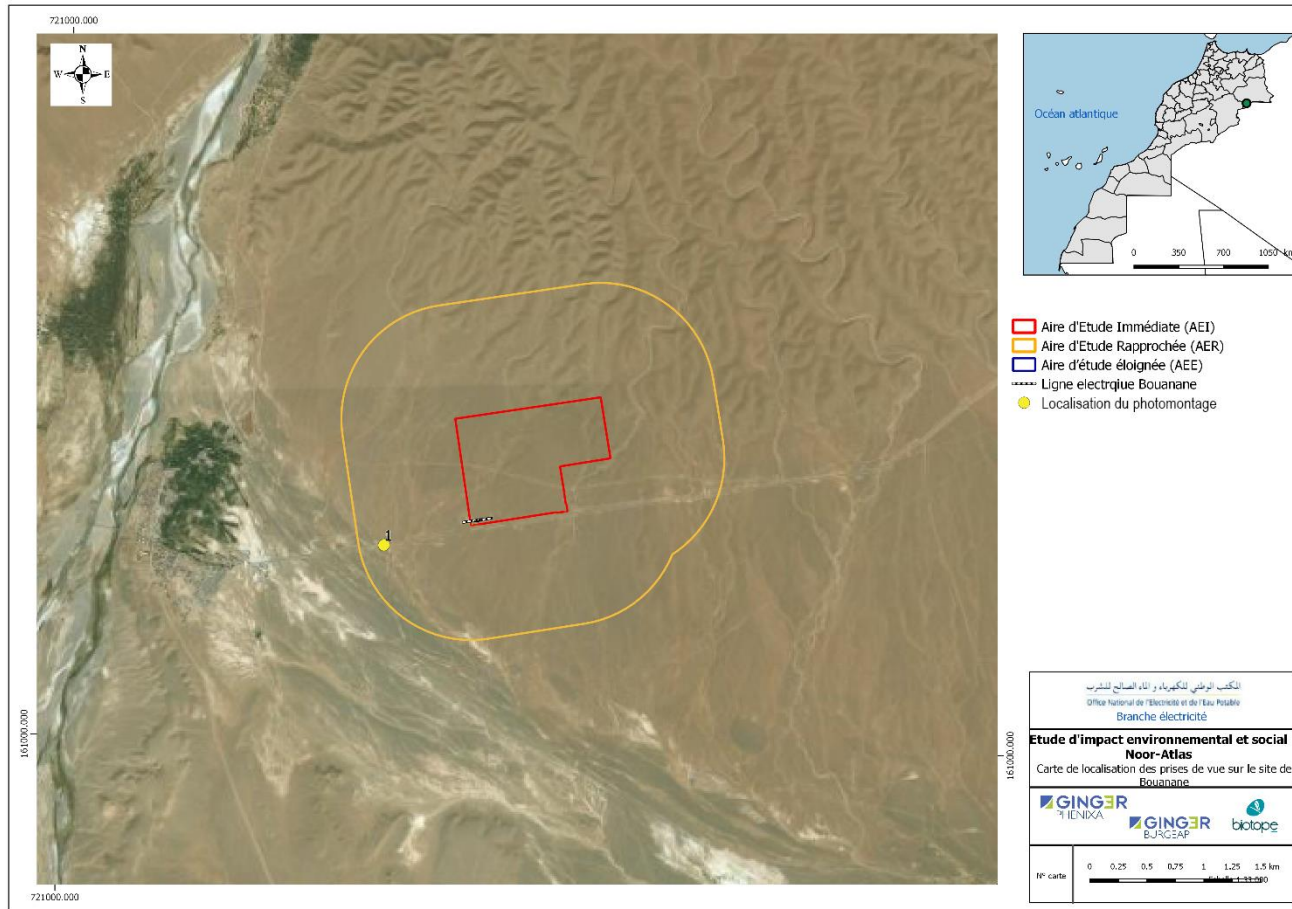 721000.000
N
W E
S
1
161000.000
161000.000
721000.000
Océan atlantique
0 350 700 1050 km
Aire d'Etude Immédiate (AEI)
Aire d'Etude Rapprochée (AER)
Aire d'étude éloignée (AEE)
Ligne electrqiue Bouanane
Localisation du photomontage
المكتب الوطني للكهرباء و الماء الصالح للشرب
Office National de l'Electricité et de l'Eau Potable
Branche électricité
Etude d'impact environnemental et social
Noor-Atlas
Carte de localisation des prises de vue sur le site de
Bouanane
GINGER
PHENIXA
GINGER
BURGEAP
biotope
N° carte
0 0.25 0.5 0.75 1 1.25 1.5 km